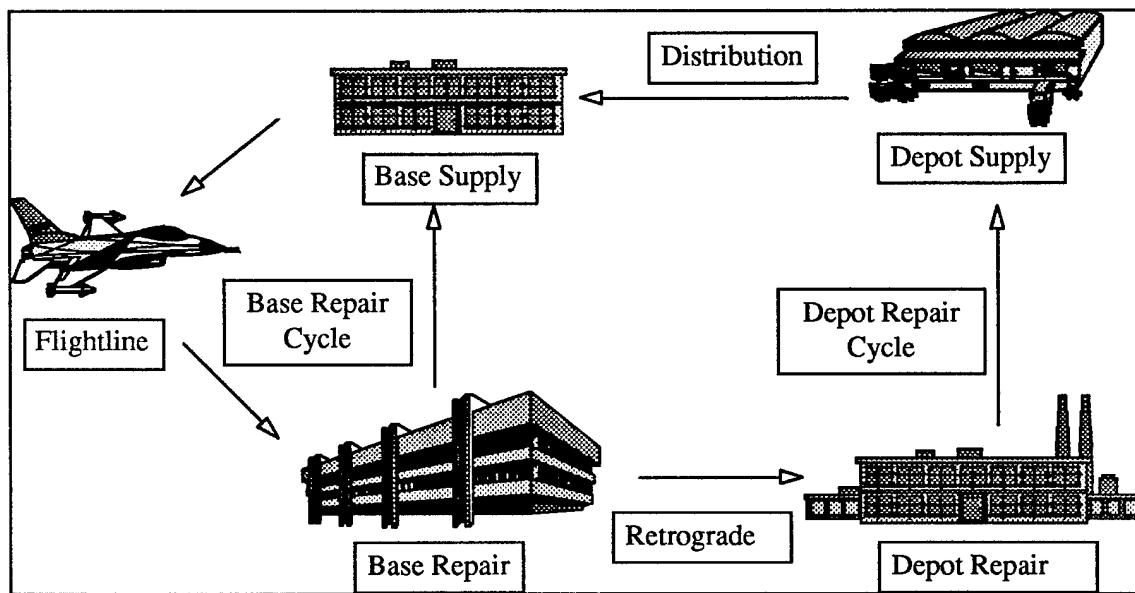 Distribution
Depot Supply
Base Supply
Base Repair
Cycle
Depot Repair
Cycle
Flightline
Retrograde
Base Repair
Depot Repair